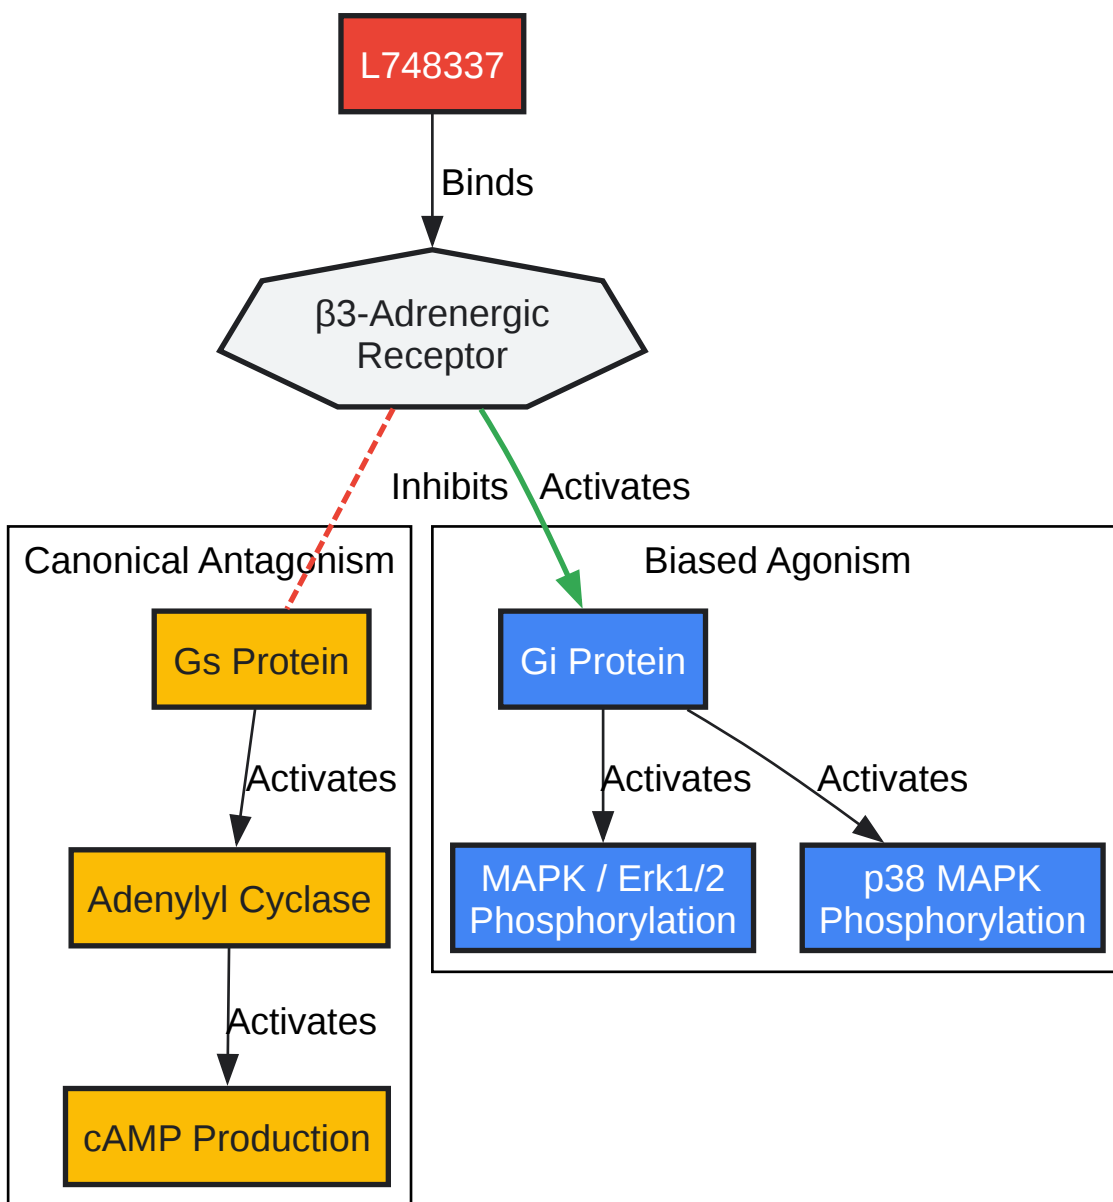 L748337
Binds
β3-Adrenergic
Receptor
Inhibits
Activates
Canonical Antagonism
Biased Agonism
Gs Protein
Gi Protein
Activates
Activates
Activates
Adenylyl Cyclase
MAPK / Erk1/2
Phosphorylation
p38 MAPK
Phosphorylation
Activates
cAMP Production